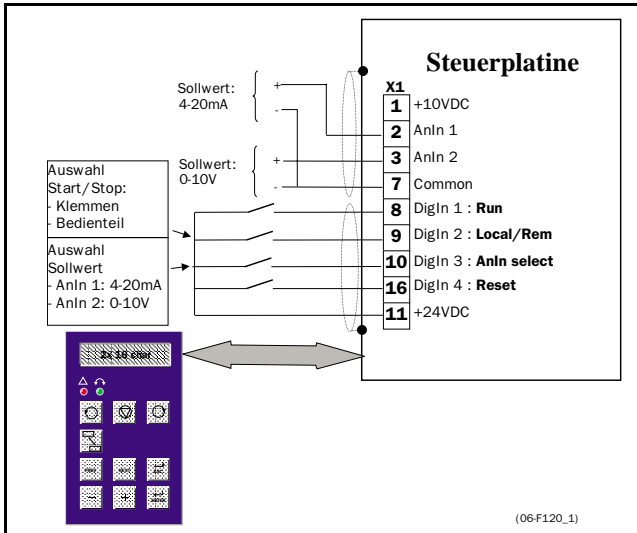 Steuerplatine
X1
Sollwert:
4-20mA
+
-
Sollwert:
0-10V
+
-
1 +10VDC
2 AnIn 1
3 AnIn 2
7 Common
8 DigIn 1 : Run
9 DigIn 2 : Local/Rem
10 DigIn 3 : AnIn select
16 DigIn 4 : Reset
11 +24VDC
Auswahl
Start/Stop:
- Klemmen
- Bedienteil
Auswahl
Sollwert
- AnIn 1: 4-20mA
- AnIn 2: 0-10V
2x 16 char
- +
(06-F120_1)